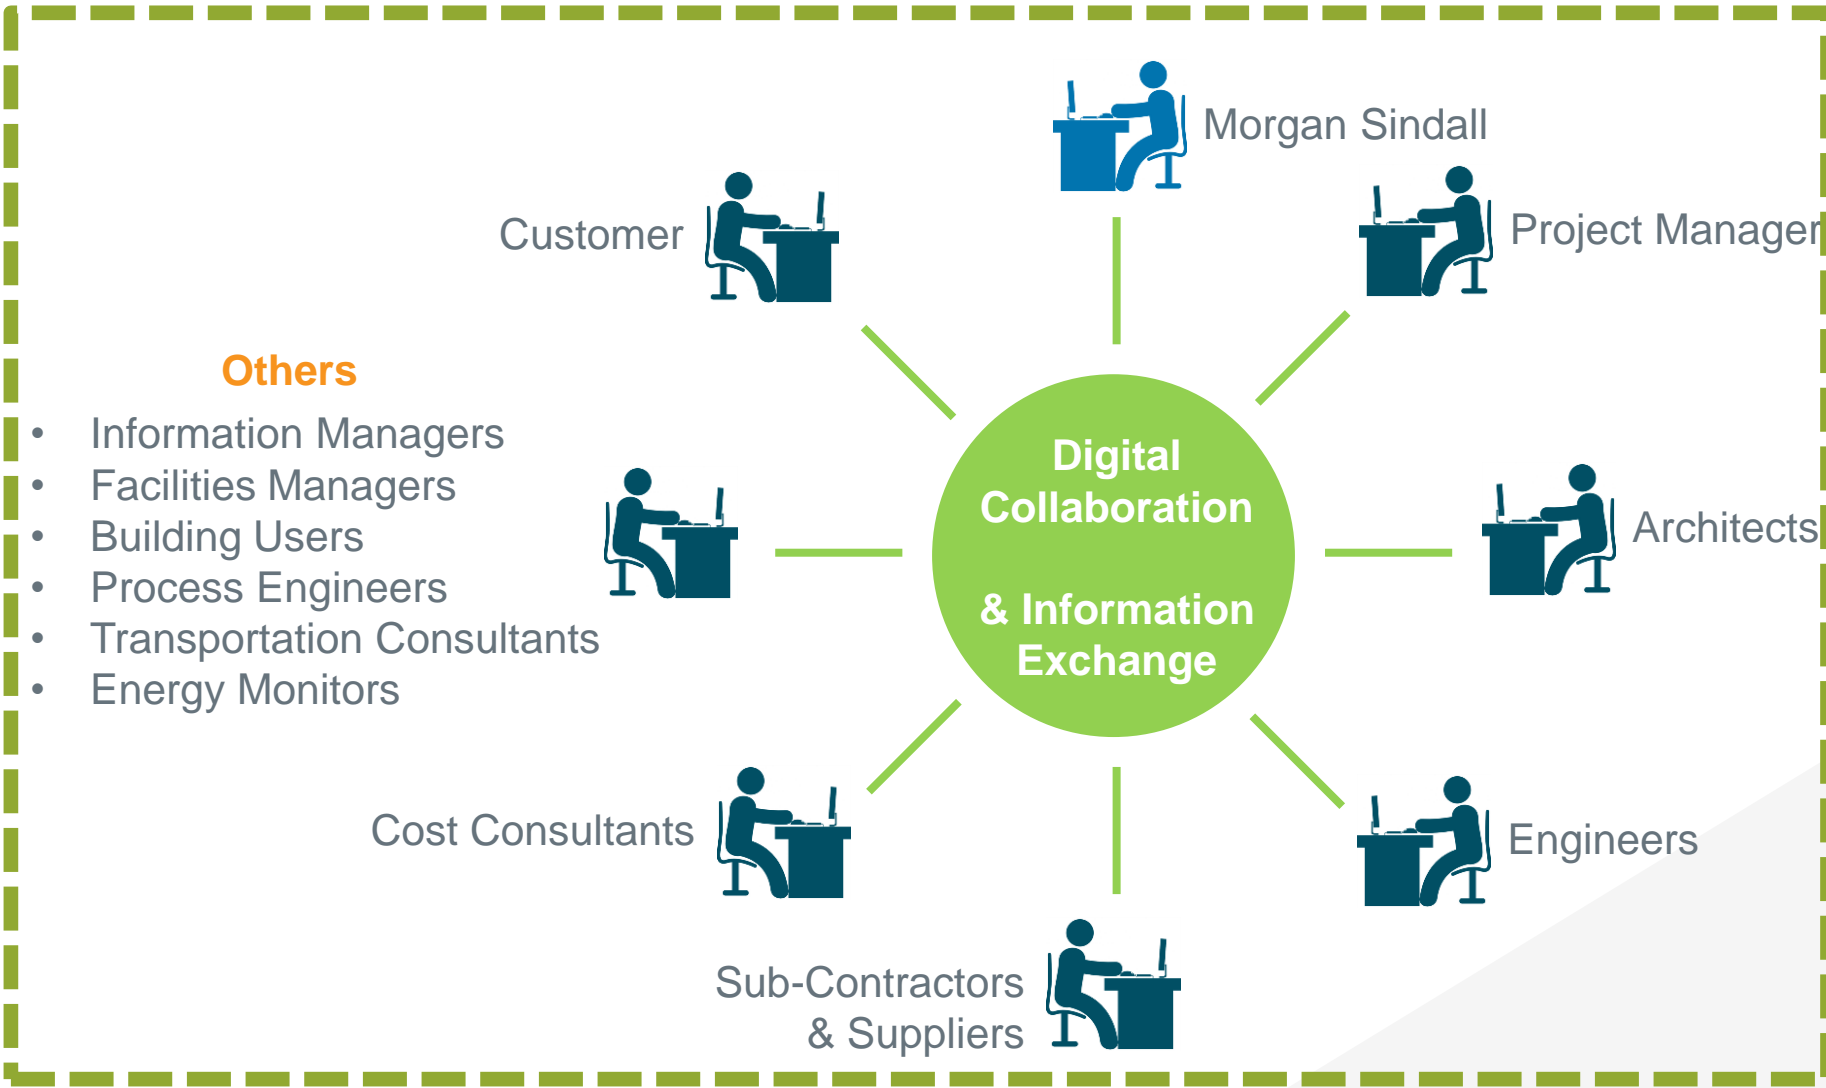 Morgan Sindall
Customer
Project Manager
Others
• Information Managers
• Facilities Managers
• Building Users
• Process Engineers
• Transportation Consultants
• Energy Monitors
Digital
Collaboration
& Information
Exchange
Architects
Cost Consultants
Engineers
Sub-Contractors
& Suppliers